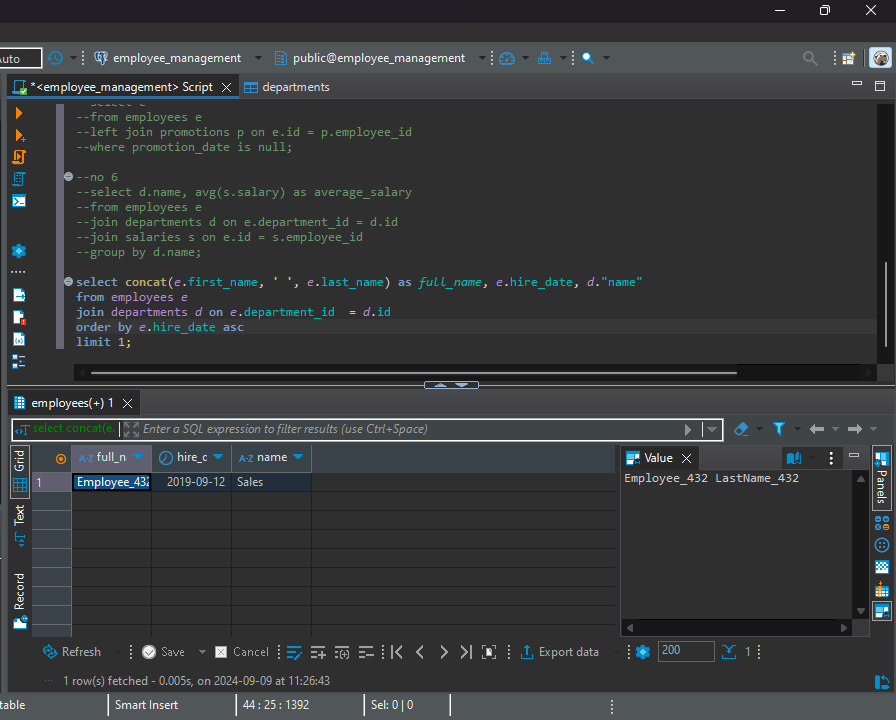 Auto employee_management public@employee_management
*<employee_management> Script departments
--from employees e
--left join promotions p on e.id = p.employee_id
--where promotion_date is null;
--no 6
--select d.name, avg(s.salary) as average_salary
--from employees e
--join departments d on e.department_id = d.id
--join salaries s on e.id = s.employee_id
--group by d.name;
select concat(e.first_name, ' ', e.last_name) as full_name, e.hire_date, d."name"
from employees e
join departments d on e.department_id  = d.id
order by e.hire_date asc
limit 1;
employees(+) 1
select concat(e. Enter a SQL expression to filter results (use Ctrl+Space)
Grid
Text
Record
A-Z full_n hire_d A-Z name
1 Employee_432 2019-09-12 Sales
Value
Employee_432 LastName_432
Panels
Refresh Save Cancel Export data 200 1
1 row(s) fetched - 0.005s, on 2024-09-09 at 11:26:43
table Smart Insert 44 : 25 : 1392 Sel: 0 | 0